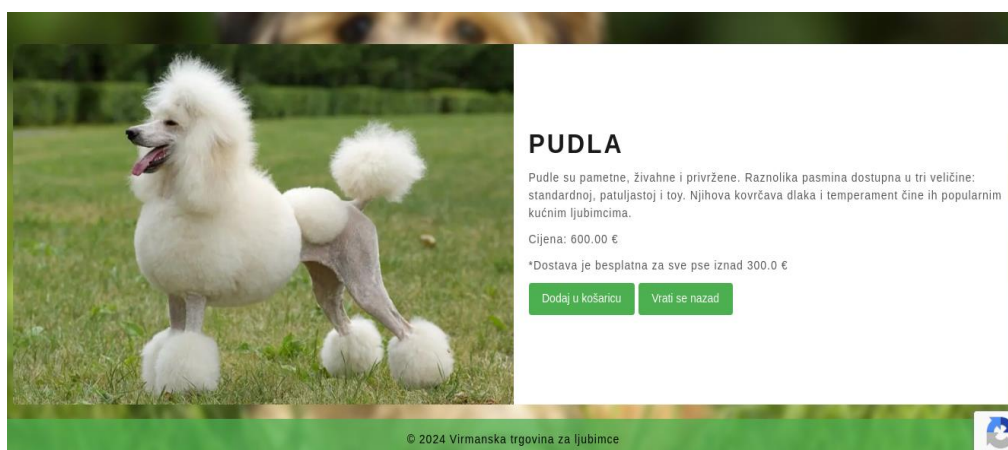 PUDLA
Pudle su pametne, živahne i privržene. Raznolika pasmina dostupna u tri veličine:
standardnoj, patuljastoj i toy. Njihova kovrčava dlaka i temperament čine ih popularnim
kućnim ljubimcima.
Cijena: 600.00 €
*Dostava je besplatna za sve pse iznad 300.0 €
Dodaj u košaricu Vrati se nazad
© 2024 Virmanska trgovina za ljubimce